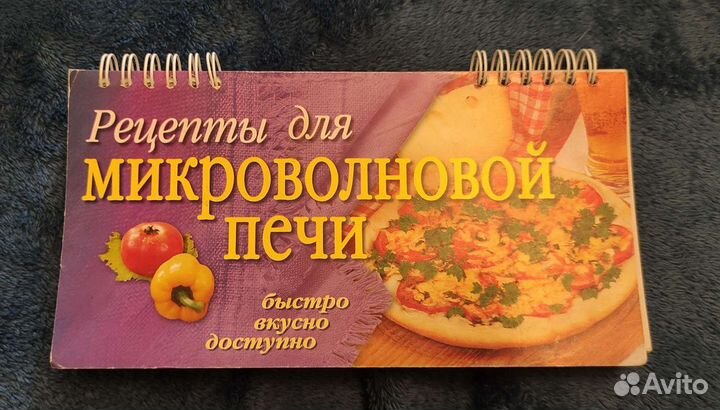 Рецепты для
МИКРОВОЛНОВОЙ
ПЕЧИ
быстро
вкусно
доступно
Avito